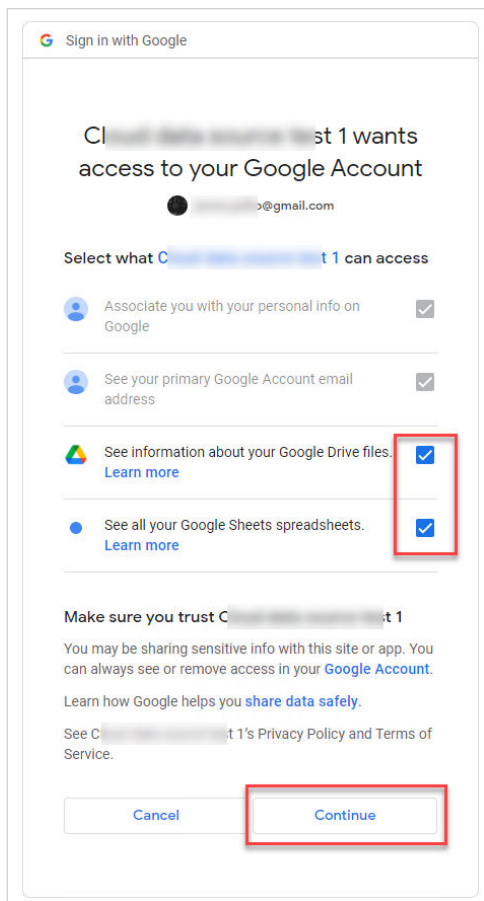 Sign in with Google
st 1 wants
access to your Google Account
@gmail.com
Select what 1 can access
Associate you with your personal info on
Google
See your primary Google Account email
address
See information about your Google Drive files.
Learn more
See all your Google Sheets spreadsheets.
Learn more
Make sure you trust 1
You may be sharing sensitive info with this site or app. You
can always see or remove access in your Google Account.
Learn how Google helps you share data safely.
See 1's Privacy Policy and Terms of
Service.
Cancel
Continue